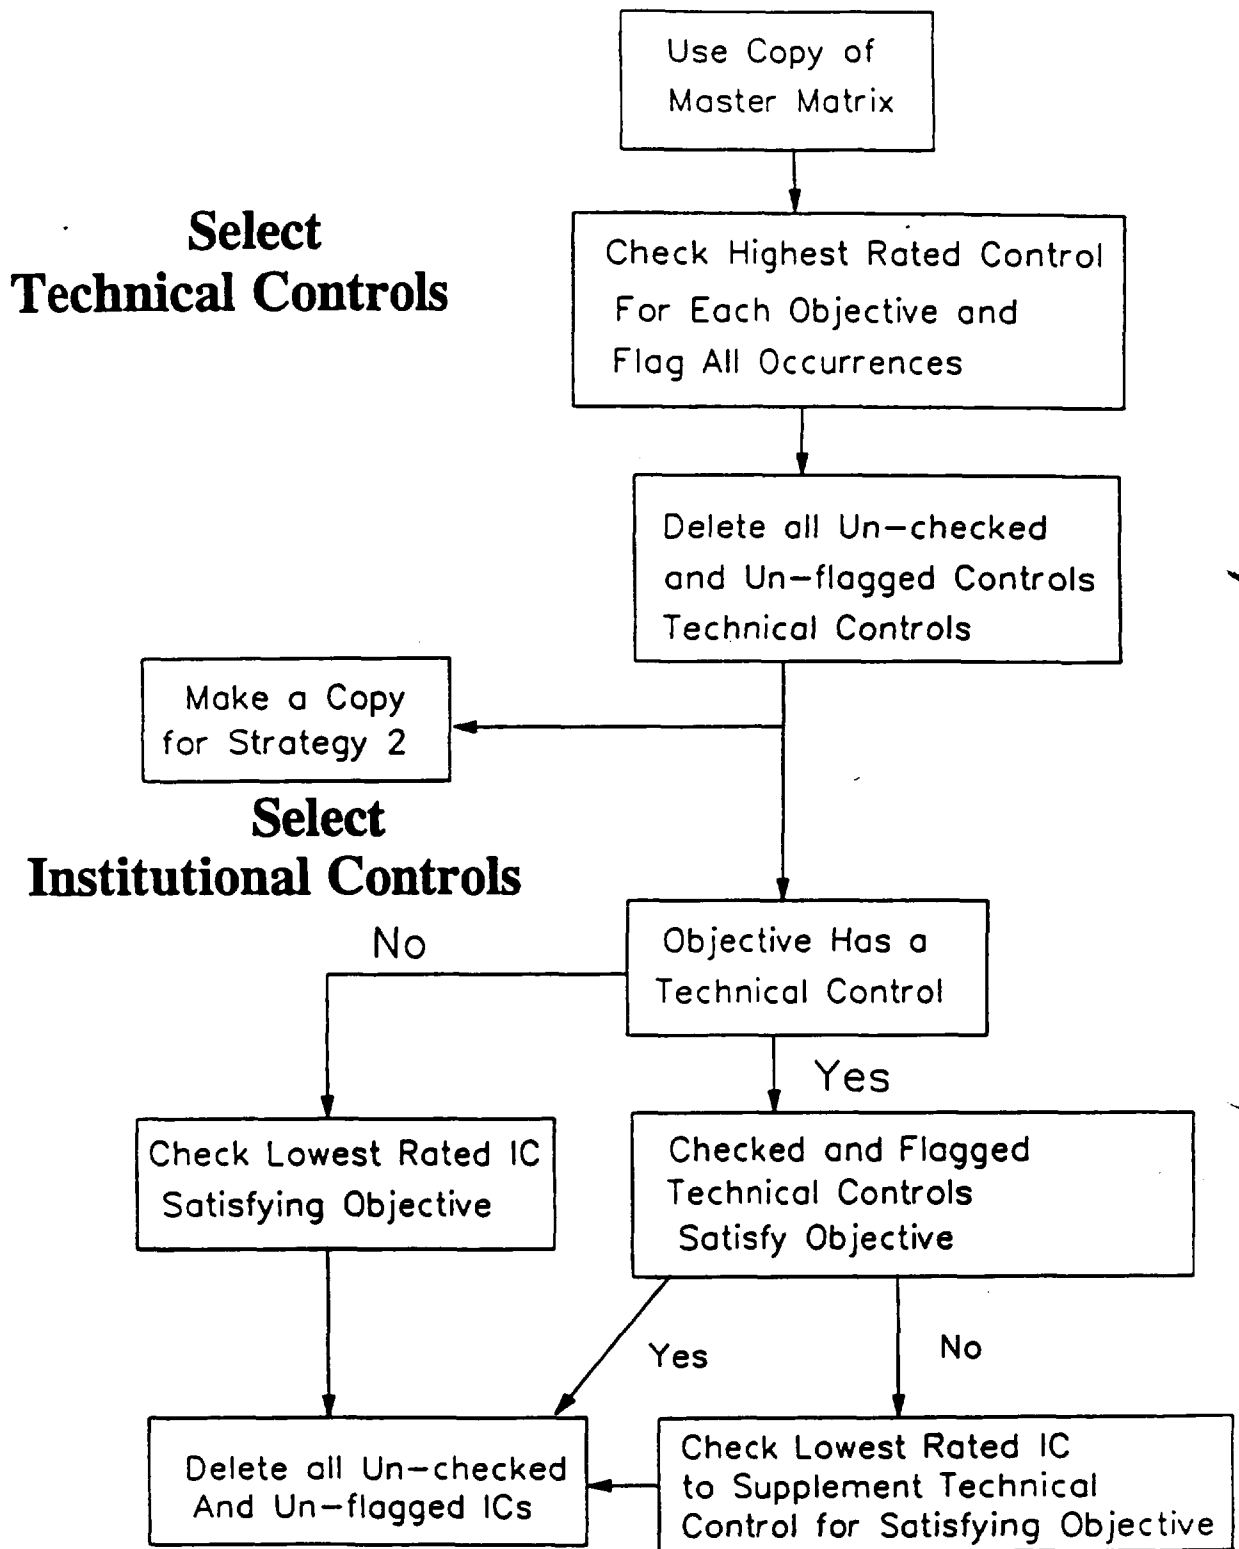 Use Copy of
Master Matrix
Select
Technical Controls
Check Highest Rated Control
For Each Objective and
Flag All Occurrences
Delete all Un-checked
and Un-flagged Controls
Technical Controls
Make a Copy
for Strategy 2
Select
Institutional Controls
No
Objective Has a
Technical Control
Yes
Check Lowest Rated IC
Satisfying Objective
Checked and Flagged
Technical Controls
Satisfy Objective
Yes
No
Delete all Un-checked
And Un-flagged ICs
Check Lowest Rated IC
to Supplement Technical
Control for Satisfying Objective